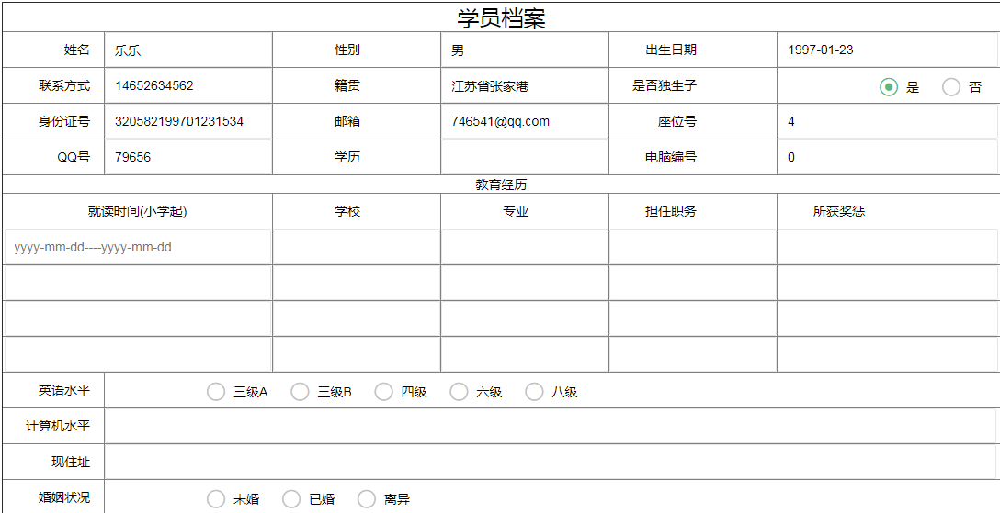 学员档案
姓名 乐乐 性别 男 出生日期 1997-01-23
联系方式 14652634562 籍贯 江苏省张家港 是否独生子 是 否
身份证号 320582199701231534 邮箱 746541@qq.com 座位号 4
QQ号 79656 学历 电脑编号 0
教育经历
就读时间(小学起) 学校 专业 担任职务 所获奖惩
yyyy-mm-dd----yyyy-mm-dd
英语水平 三级A 三级B 四级 六级 八级
计算机水平
现住址
婚姻状况 未婚 已婚 离异